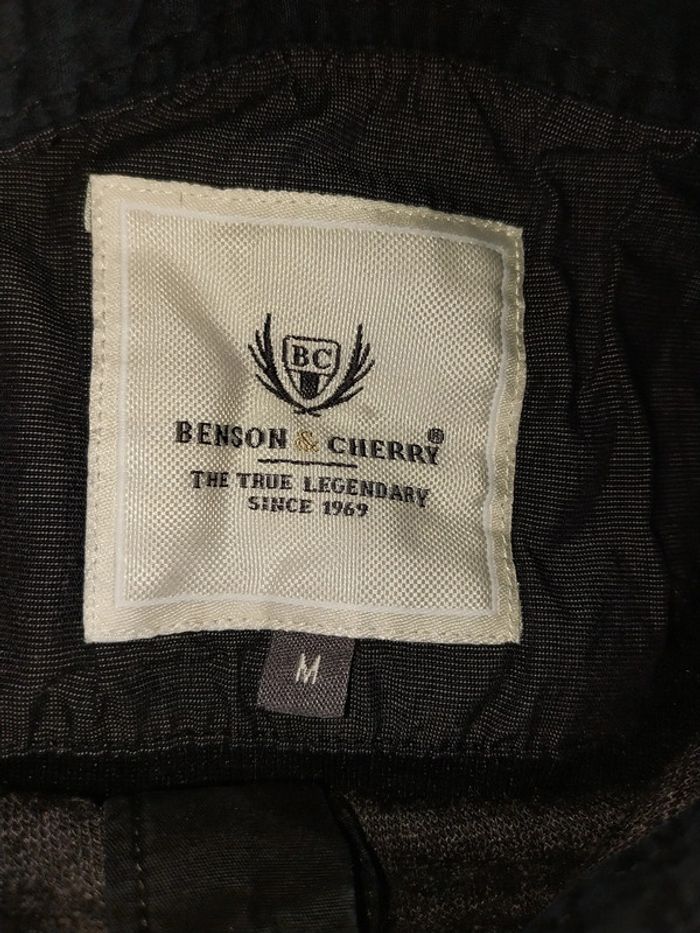 BC
BENSON & CHERRY®
THE TRUE LEGENDARY
SINCE 1969
M